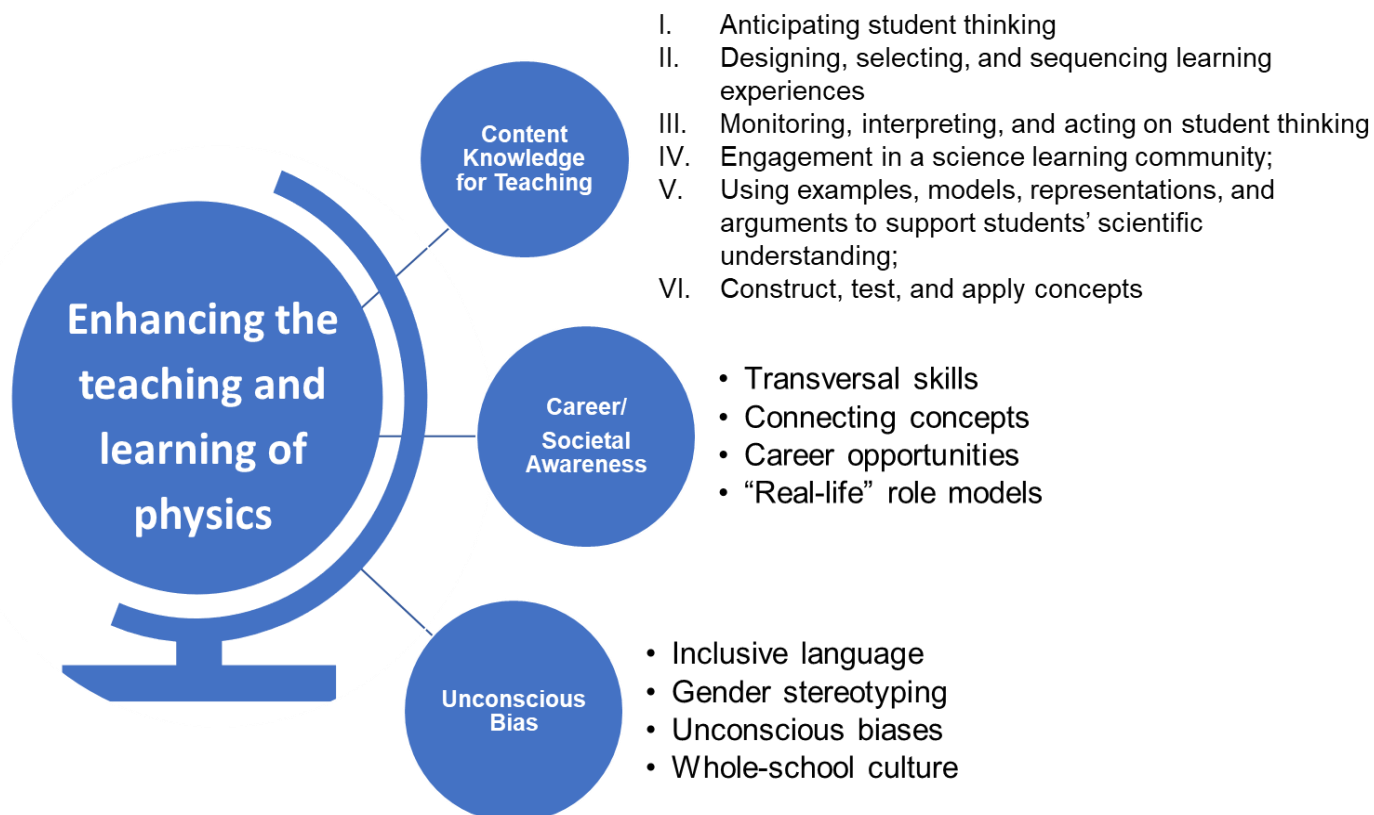 Enhancing the
teaching and
learning of
physics
Content
Knowledge
for Teaching
I. Anticipating student thinking
II. Designing, selecting, and sequencing learning
experiences
III. Monitoring, interpreting, and acting on student thinking
IV. Engagement in a science learning community;
V. Using examples, models, representations, and
arguments to support students’ scientific
understanding;
VI. Construct, test, and apply concepts
Career/
Societal
Awareness
• Transversal skills
• Connecting concepts
• Career opportunities
• “Real-life” role models
Unconscious
Bias
• Inclusive language
• Gender stereotyping
• Unconscious biases
• Whole-school culture